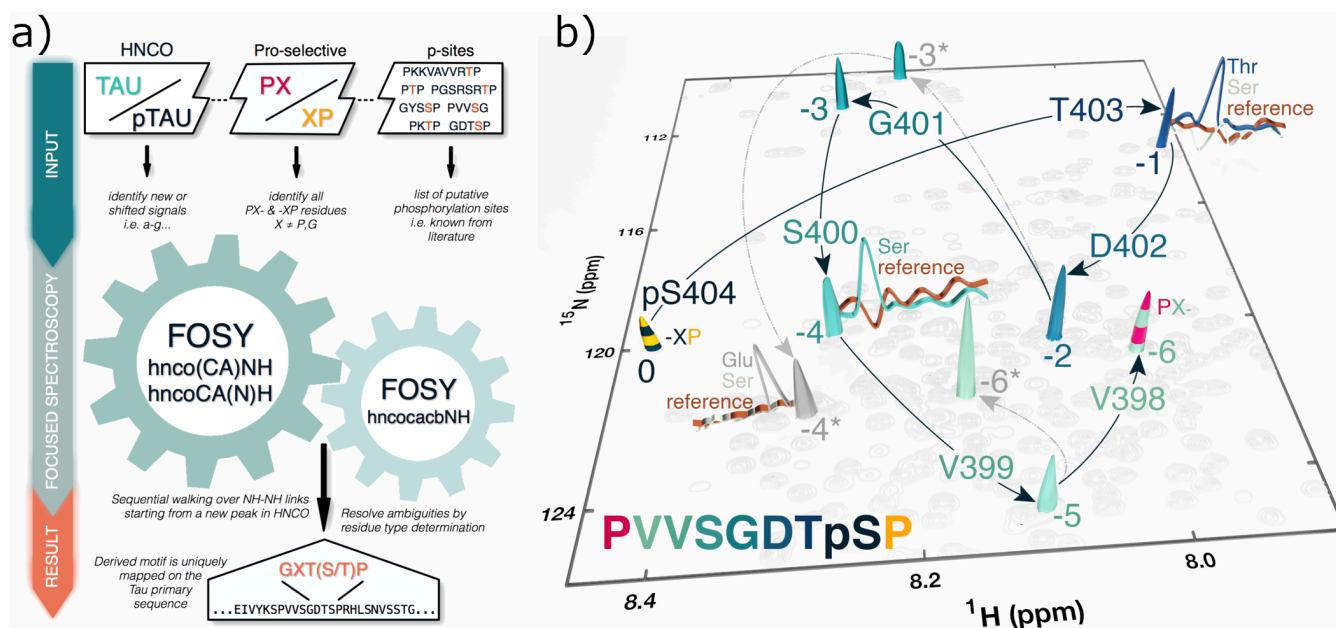 a)
HNCO
Pro-selective
p-sites
TAU
pTAU
PX
XP
PKKVAVVRTP
PTP PGSRSRTP
GYSSP PVVSG
PKTP GDTSP
identify new or
shifted signals
i.e. a-g...
identify all
PX- & -XP residues
X ≠ P,G
list of putative
phosphorylation sites
i.e. known from
literature
INPUT
FOCUSED SPECTROSCOPY
RESULT
FOSY
hnco(CA)NH
hncoCA(N)H
FOSY
hncocacbNH
Sequential walking over NH-NH links
starting from a new peak in HNCO
Resolve ambiguities by
residue type determination
Derived motif is uniquely
mapped on the
Tau primary
sequence
GXT(S/T)P
...EIVYKSPVVSGDTSPRHLSNVSSTG...
b)
-3*
-3
G401
T403
Thr
Ser
reference
-1
112
116
120
124
15N (ppm)
S400
Ser
reference
D402
pS404
-XP
0
-4
-2
PX-
-6
Glu
Ser
reference
-4*
-6*
V398
V399
-5
PVVSGDTpSP
8.4
8.2
8.0
1H (ppm)